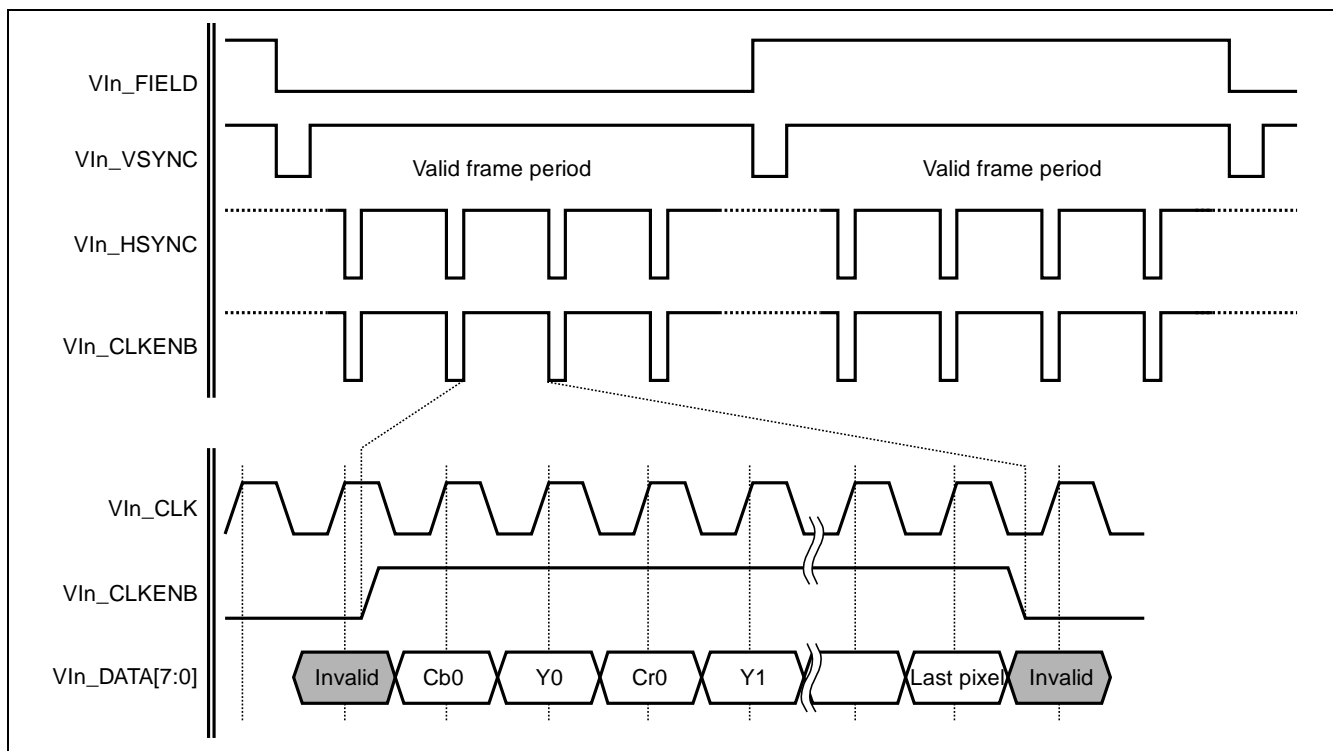 VIn_FIELD
VIn_VSYNC
Valid frame period Valid frame period
VIn_HSYNC
VIn_CLKENB
VIn_CLK
VIn_CLKENB
VIn_DATA[7:0] Invalid Cb0 Y0 Cr0 Y1 Last pixel Invalid